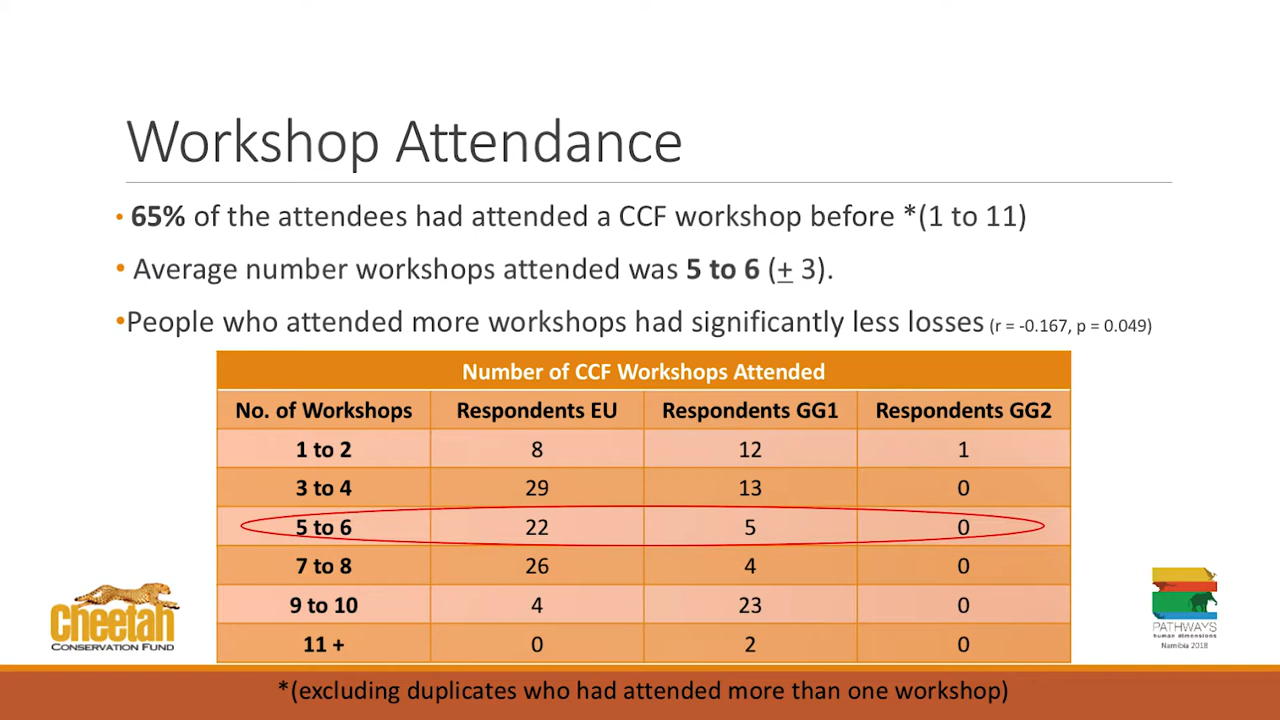 Workshop Attendance
• 65% of the attendees had attended a CCF workshop before *(1 to 11)
• Average number workshops attended was 5 to 6 (± 3).
•People who attended more workshops had significantly less losses (r = -0.167, p = 0.049)
Number of CCF Workshops Attended
No. of Workshops Respondents EU Respondents GG1 Respondents GG2
1 to 2 8 12 1
3 to 4 29 13 0
5 to 6 22 5 0
7 to 8 26 4 0
9 to 10 4 23 0
11 + 0 2 0
Cheetah
CONSERVATION FUND
PATHWAYS
human dimensions
Namibia 2018
*(excluding duplicates who had attended more than one workshop)